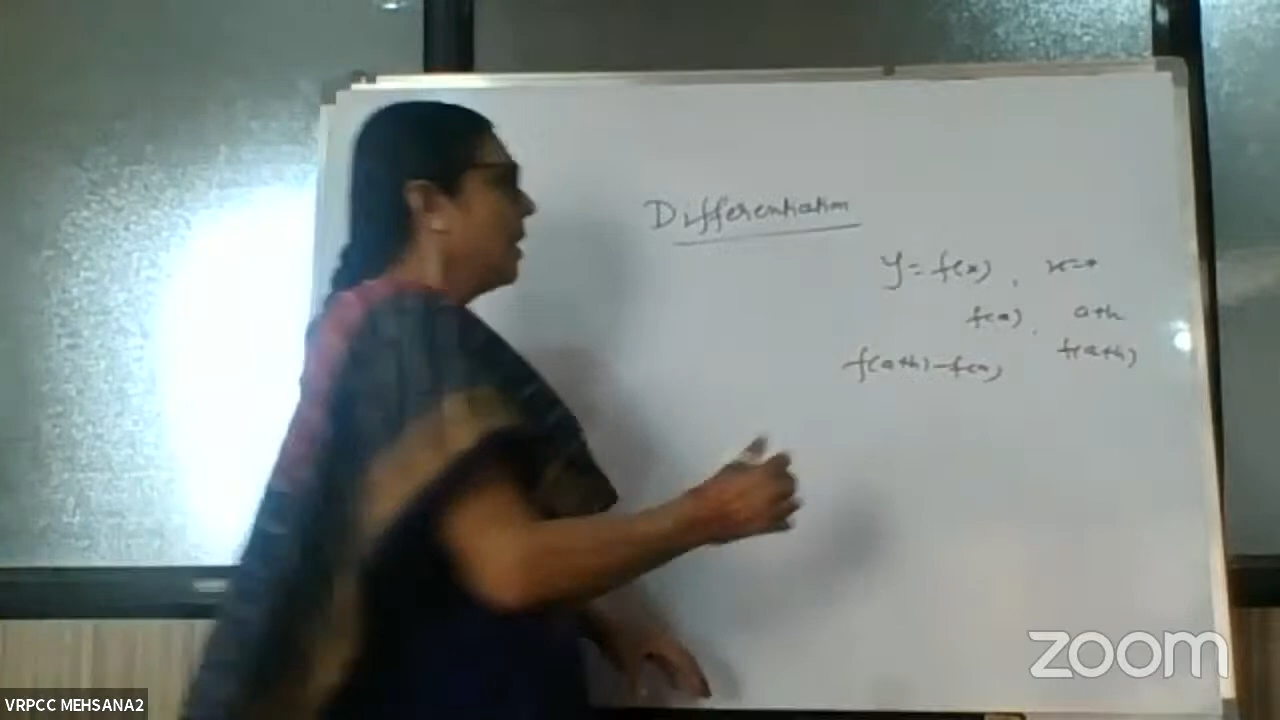 Differentiation
y = f(x) , x=a
f(a) , a+h
f(a+h)
f(a+h)-f(a)
zoom
VRPCC MEHSANA2